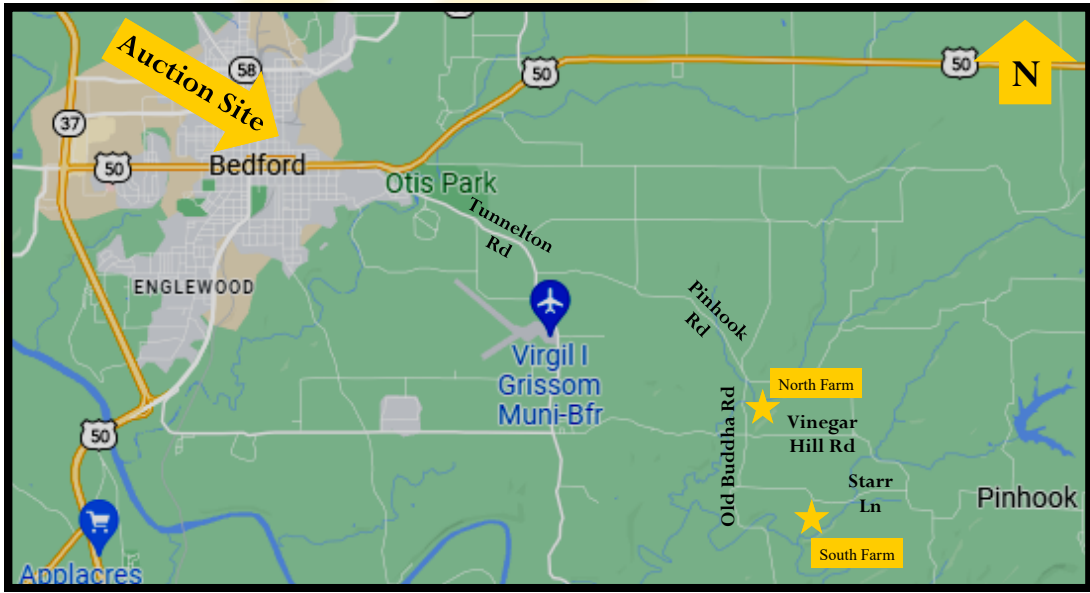 Auction Site
58
50
50
N
37
50
Bedford
Otis Park
Tunnelton
Rd
ENGLEWOOD
Pinhook
Rd
Virgil I
Grissom
Muni-Bfr
North Farm
Old Buddha Rd
Vinegar
Hill Rd
50
Starr
Ln
Pinhook
South Farm
Applacres